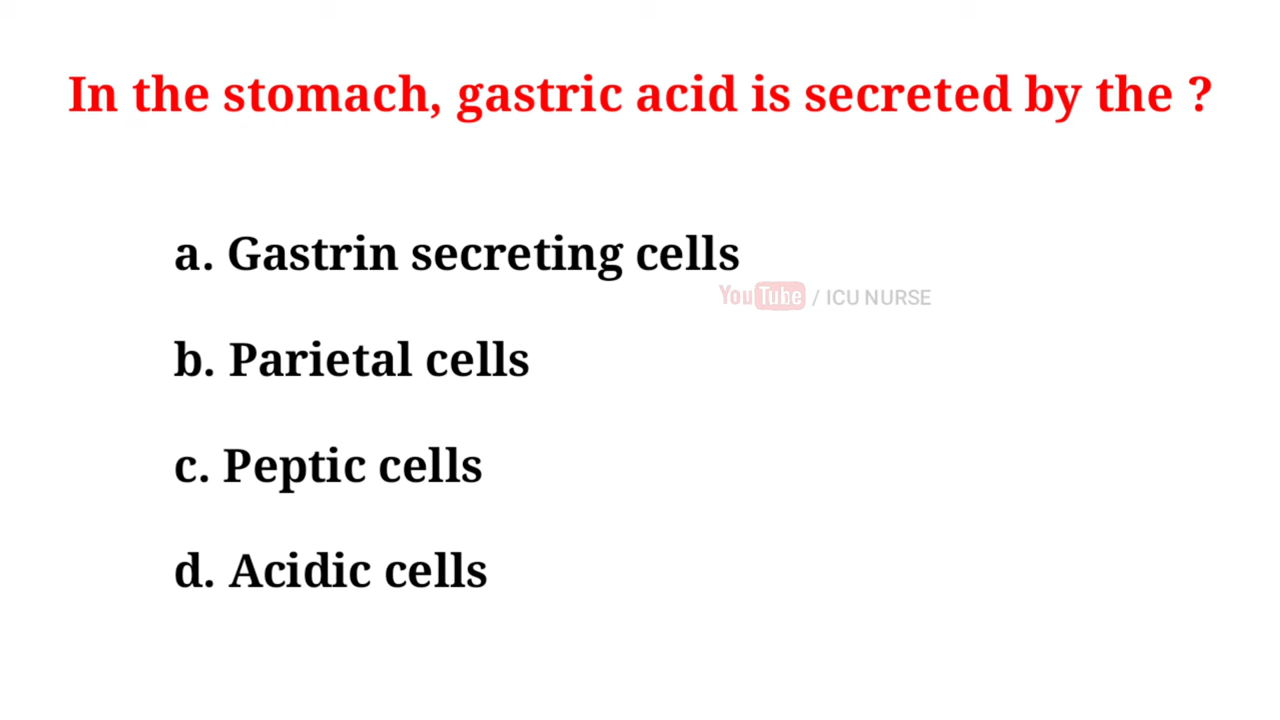 In the stomach, gastric acid is secreted by the ?
a. Gastrin secreting cells
YouTube / ICU NURSE
b. Parietal cells
c. Peptic cells
d. Acidic cells